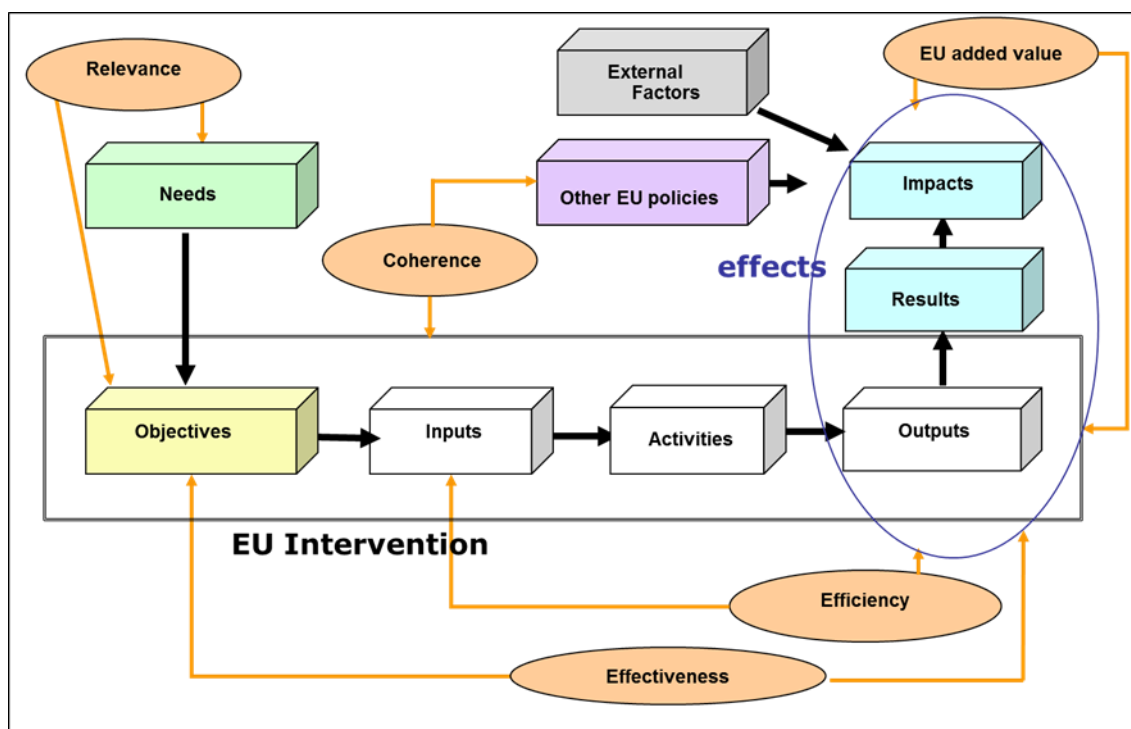 Relevance
EU added value
External
Factors
Needs
Other EU policies
Impacts
Coherence
effects
Results
Objectives
Inputs
Activities
Outputs
EU Intervention
Efficiency
Effectiveness